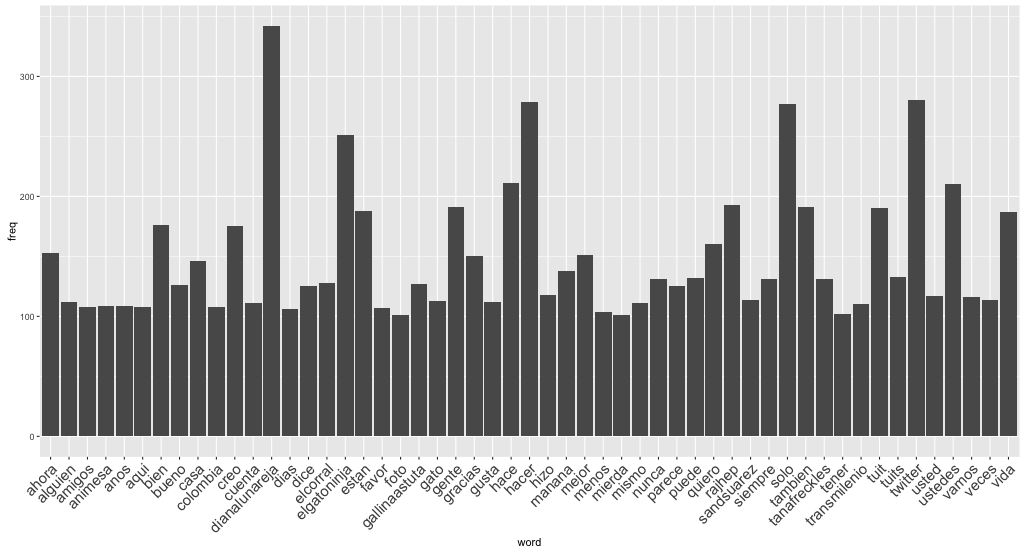 freq
300
200
100
0
ahora
alguien
amigos
animesa
anos
aqui
bien
bueno
casa
colombia
creo
cuenta
dianalunareja
dias
dice
elcorral
elgatoninja
estan
favor
foto
gallinaastuta
gato
gente
gracias
gusta
hace
hacer
hizo
manana
mejor
menos
mierda
mismo
nunca
parece
puede
quiero
rajhep
sandsuarez
siempre
solo
tambien
tanafreckles
tener
transmilenio
tuit
tuits
twitter
usted
ustedes
vamos
veces
vida
word